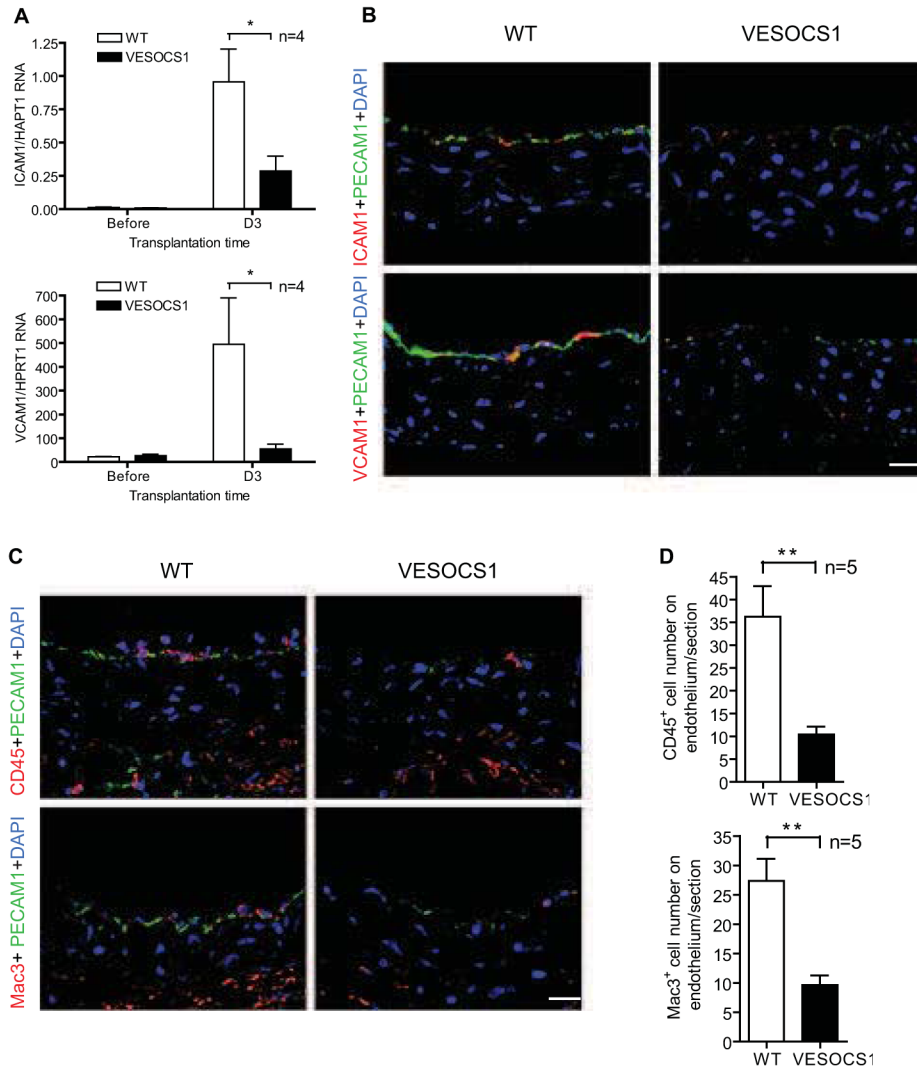 A
WT
VESOCS1
*
n=4
1.25
1.00
0.75
0.50
0.25
0.00
ICAM1/HAPT1 RNA
Before
D3
Transplantation time
WT
VESOCS1
*
n=4
700
600
500
400
300
200
100
0
VCAM1/HPRT1 RNA
Before
D3
Transplantation time
B
WT
VESOCS1
ICAM1+PECAM1+DAPI
VCAM1+PECAM1+DAPI
C
WT
VESOCS1
CD45+PECAM1+DAPI
Mac3+ PECAM1+DAPI
D
**
n=5
45
40
35
30
25
20
15
10
5
0
CD45+ cell number on
endothelium/section
WT
VESOCS1
**
n=5
35
30
25
20
15
10
5
0
Mac3+ cell number on
endothelium/section
WT
VESOCS1